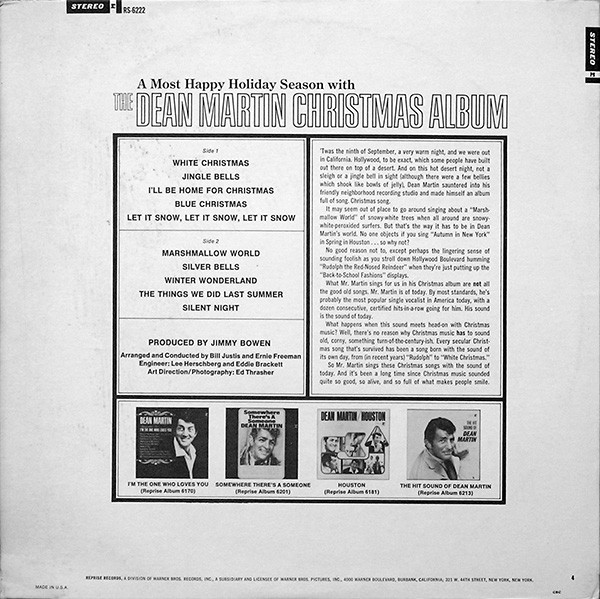 STEREO
RS-6222
STEREO
A Most Happy Holiday Season with
THE DEAN MARTIN CHRISTMAS ALBUM
Side 1
WHITE CHRISTMAS
JINGLE BELLS
I'LL BE HOME FOR CHRISTMAS
BLUE CHRISTMAS
LET IT SNOW, LET IT SNOW, LET IT SNOW
Side 2
MARSHMALLOW WORLD
SILVER BELLS
WINTER WONDERLAND
THE THINGS WE DID LAST SUMMER
SILENT NIGHT
PRODUCED BY JIMMY BOWEN
Arranged and Conducted by Bill Justis and Ernie Freeman
Engineer: Lee Herschberg and Eddie Brackett
Art Direction/Photography: Ed Thrasher
'Twas the ninth of September, a very warm night, and we were out
in California. Hollywood, to be exact, which some people have built
out there on top of a desert. And on this hot desert night, not a
sleigh or a jingle bell in sight (although there were a few bellies
which shook like bowls of jelly), Dean Martin sauntered into his
friendly neighborhood recording studio and made himself an album
full of song. Christmas song.
It may seem out of place to go around singing about a "Marsh-
mallow World" of snowy-white trees when all around are snowy-
white-peroxided surfers. But that's the way it has to be in Dean
Martin's world. No one objects if you sing "Autumn in New York"
in Spring in Houston . . . so why not?
No good reason not to, except perhaps the lingering sense of
sounding foolish as you stroll down Hollywood Boulevard humming
"Rudolph the Red-Nosed Reindeer" when they're just putting up the
"Back-to-School Fashions" displays.
What Mr. Martin sings for us in his Christmas album are not all
the good old songs. Mr. Martin is of today. By most standards, he's
probably the most popular single vocalist in America today, with a
dozen consecutive, certified hits-in-a-row going for him. His sound
is the sound of today.
What happens when this sound meets head-on with Christmas
music? Well, there's no reason why Christmas music has to sound
old, corny, something turn-of-the-century-ish. Every secular Christ-
mas song that's survived has been a song born with the sound of
its own day, from (in recent years) "Rudolph" to "White Christmas."
So Mr. Martin sings these Christmas songs with the sound of
today. And it's been a long time since Christmas music sounded
quite so good, so alive, and so full of what makes people smile.
DEAN MARTIN
I'M THE ONE WHO LOVES YOU
Somewhere
There's A
Someone
DEAN MARTIN
DEAN MARTIN/HOUSTON
THE HIT
SOUND OF
DEAN
MARTIN
I'M THE ONE WHO LOVES YOU
(Reprise Album 6170)
SOMEWHERE THERE'S A SOMEONE
(Reprise Album 6201)
HOUSTON
(Reprise Album 6181)
THE HIT SOUND OF DEAN MARTIN
(Reprise Album 6213)
REPRISE RECORDS, A DIVISION OF WARNER BROS. RECORDS, INC., A SUBSIDIARY AND LICENSEE OF WARNER BROS. PICTURES, INC., 4000 WARNER BOULEVARD, BURBANK, CALIFORNIA, 321 W. 44TH STREET, NEW YORK, NEW YORK.
4
MADE IN U.S.A.